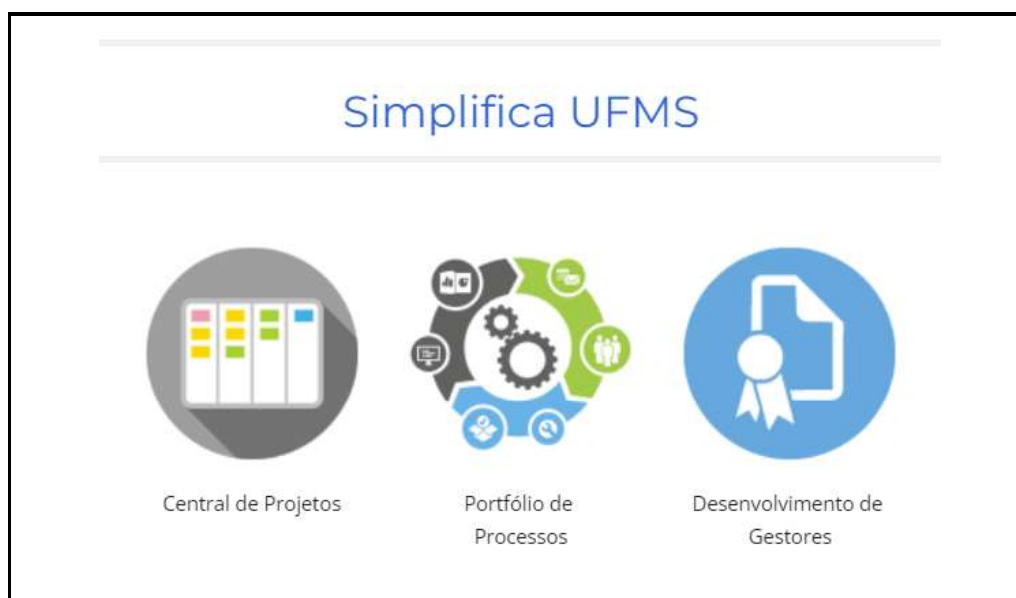 Simplifica UFMS
Central de Projetos
Portfólio de
Processos
Desenvolvimento de
Gestores